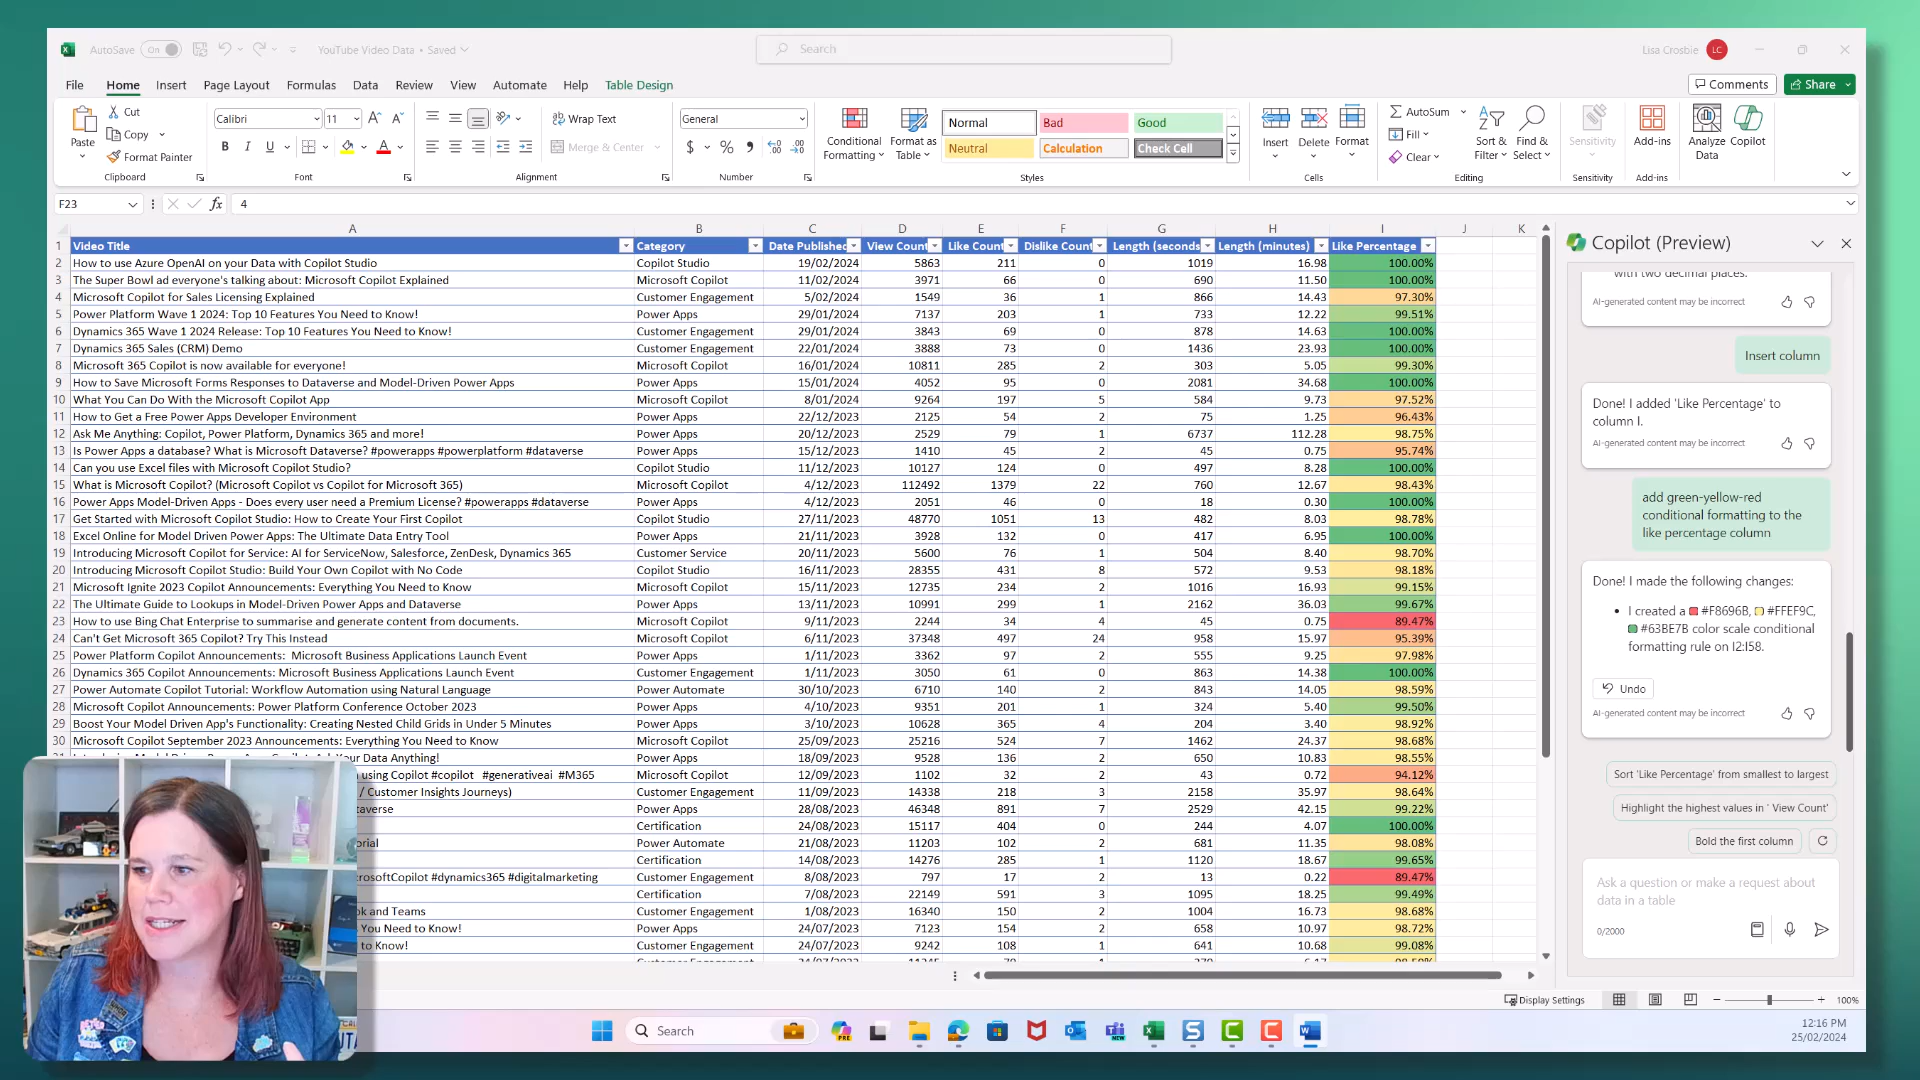 AutoSave On YouTube Video Data • Saved Search Lisa Crosbie LC
File Home Insert Page Layout Formulas Data Review View Automate Help Table Design Comments Share
Paste Cut Copy Format Painter Clipboard
Calibri 11 B I U Font
Wrap Text Merge & Center Alignment
General $ % Number
Conditional Formatting Format as Table Normal Bad Good Neutral Calculation Check Cell Styles
Insert Delete Format Cells
AutoSum Fill Clear Sort & Filter Find & Select Editing
Sensitivity Sensitivity
Add-ins Add-ins
Analyze Data Copilot
F23 fx 4
A B C D E F G H I J K
1 Video Title Category Date Published View Count Like Count Dislike Count Length (seconds Length (minutes) Like Percentage
2 How to use Azure OpenAI on your Data with Copilot Studio Copilot Studio 19/02/2024 5863 211 0 1019 16.98 100.00%
3 The Super Bowl ad everyone's talking about: Microsoft Copilot Explained Microsoft Copilot 11/02/2024 3971 66 0 690 11.50 100.00%
4 Microsoft Copilot for Sales Licensing Explained Customer Engagement 5/02/2024 1549 36 1 866 14.43 97.30%
5 Power Platform Wave 1 2024: Top 10 Features You Need to Know! Power Apps 29/01/2024 7137 203 1 733 12.22 99.51%
6 Dynamics 365 Wave 1 2024 Release: Top 10 Features You Need to Know! Customer Engagement 29/01/2024 3843 69 0 878 14.63 100.00%
7 Dynamics 365 Sales (CRM) Demo Customer Engagement 22/01/2024 3888 73 0 1436 23.93 100.00%
8 Microsoft 365 Copilot is now available for everyone! Microsoft Copilot 16/01/2024 10811 285 2 303 5.05 99.30%
9 How to Save Microsoft Forms Responses to Dataverse and Model-Driven Power Apps Power Apps 15/01/2024 4052 95 0 2081 34.68 100.00%
10 What You Can Do With the Microsoft Copilot App Microsoft Copilot 8/01/2024 9264 197 5 584 9.73 97.52%
11 How to Get a Free Power Apps Developer Environment Power Apps 22/12/2023 2125 54 2 75 1.25 96.43%
12 Ask Me Anything: Copilot, Power Platform, Dynamics 365 and more! Power Apps 20/12/2023 2529 79 1 6737 112.28 98.75%
13 Is Power Apps a database? What is Microsoft Dataverse? #powerapps #powerplatform #dataverse Power Apps 15/12/2023 1410 45 2 45 0.75 95.74%
14 Can you use Excel files with Microsoft Copilot Studio? Copilot Studio 11/12/2023 10127 124 0 497 8.28 100.00%
15 What is Microsoft Copilot? (Microsoft Copilot vs Copilot for Microsoft 365) Microsoft Copilot 4/12/2023 112492 1379 22 760 12.67 98.43%
16 Power Apps Model-Driven Apps - Does every user need a Premium License? #powerapps #dataverse Power Apps 4/12/2023 2051 46 0 18 0.30 100.00%
17 Get Started with Microsoft Copilot Studio: How to Create Your First Copilot Copilot Studio 27/11/2023 48770 1051 13 482 8.03 98.78%
18 Excel Online for Model Driven Power Apps: The Ultimate Data Entry Tool Power Apps 21/11/2023 3928 132 0 417 6.95 100.00%
19 Introducing Microsoft Copilot for Service: AI for ServiceNow, Salesforce, ZenDesk, Dynamics 365 Customer Service 20/11/2023 5600 76 1 504 8.40 98.70%
20 Introducing Microsoft Copilot Studio: Build Your Own Copilot with No Code Copilot Studio 16/11/2023 28355 431 8 572 9.53 98.18%
21 Microsoft Ignite 2023 Copilot Announcements: Everything You Need to Know Microsoft Copilot 15/11/2023 12735 234 2 1016 16.93 99.15%
22 The Ultimate Guide to Lookups in Model-Driven Power Apps and Dataverse Power Apps 13/11/2023 10991 299 1 2162 36.03 99.67%
23 How to use Bing Chat Enterprise to summarise and generate content from documents. Microsoft Copilot 9/11/2023 2244 34 4 45 0.75 89.47%
24 Can't Get Microsoft 365 Copilot? Try This Instead Microsoft Copilot 6/11/2023 37348 497 24 958 15.97 95.39%
25 Power Platform Copilot Announcements: Microsoft Business Applications Launch Event Power Apps 1/11/2023 3362 97 2 555 9.25 97.98%
26 Dynamics 365 Copilot Announcements: Microsoft Business Applications Launch Event Customer Engagement 1/11/2023 3050 61 0 863 14.38 100.00%
27 Power Automate Copilot Tutorial: Workflow Automation using Natural Language Power Automate 30/10/2023 6710 140 2 843 14.05 98.59%
28 Microsoft Copilot Announcements: Power Platform Conference October 2023 Power Apps 4/10/2023 9351 201 1 324 5.40 99.50%
29 Boost Your Model Driven App's Functionality: Creating Nested Child Grids in Under 5 Minutes Power Apps 3/10/2023 10628 365 4 204 3.40 98.92%
30 Microsoft Copilot September 2023 Announcements: Everything You Need to Know Microsoft Copilot 25/09/2023 25216 524 7 1462 24.37 98.68%
Ask Your Data Anything! Power Apps 18/09/2023 9528 136 2 650 10.83 98.55%
using Copilot #copilot #generativeai #M365 Microsoft Copilot 12/09/2023 1102 32 2 43 0.72 94.12%
/ Customer Insights Journeys) Customer Engagement 11/09/2023 14338 218 3 2158 35.97 98.64%
Power Apps 28/08/2023 46348 891 7 2529 42.15 99.22%
Certification 24/08/2023 15117 404 0 244 4.07 100.00%
Power Automate 21/08/2023 11203 102 2 681 11.35 98.08%
Certification 14/08/2023 14276 285 1 1120 18.67 99.65%
#dynamics365 #digitalmarketing Customer Engagement 8/08/2023 797 17 2 13 0.22 89.47%
Certification 7/08/2023 22149 591 3 1095 18.25 99.49%
and Teams Customer Engagement 1/08/2023 16340 150 2 1004 16.73 98.68%
You Need to Know! Power Apps 24/07/2023 7123 154 2 658 10.97 98.72%
to Know! Customer Engagement 24/07/2023 9242 108 1 641 10.68 99.08%
Copilot (Preview)
with two decimal places.
AI-generated content may be incorrect
Insert column
Done! I added 'Like Percentage' to
column I.
AI-generated content may be incorrect
add green-yellow-red
conditional formatting to the
like percentage column
Done! I made the following changes:
• I created a #F8696B, #FFEF9C,
#63BE7B color scale conditional
formatting rule on I2:I58.
Undo
AI-generated content may be incorrect
Sort 'Like Percentage' from smallest to largest
Highlight the highest values in ' View Count'
Bold the first column
Ask a question or make a request about
data in a table
0/2000
Display Settings 100%
Search PRE NEW
12:16 PM
25/02/2024